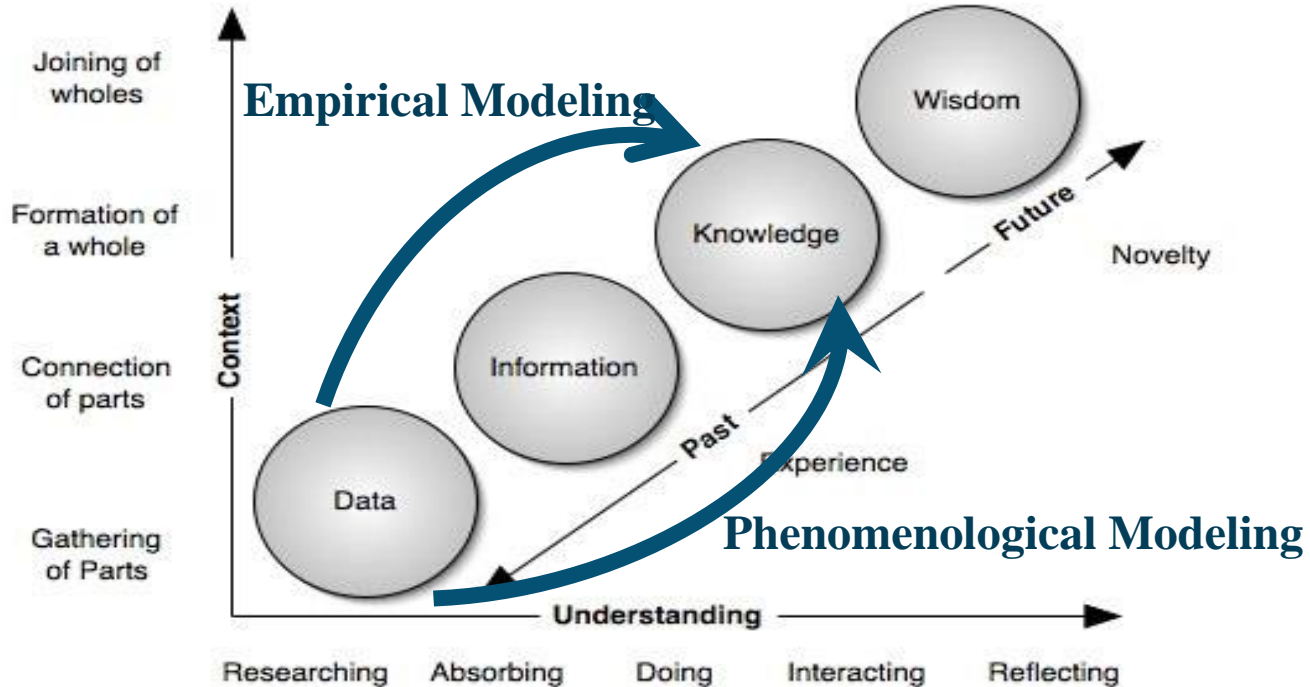 Joining of
wholes
Empirical Modeling
Wisdom
Formation of
a whole
Knowledge
Future
Novelty
Context
Connection
of parts
Information
Past
Experience
Data
Gathering
of Parts
Phenomenological Modeling
Understanding
Researching Absorbing Doing Interacting Reflecting